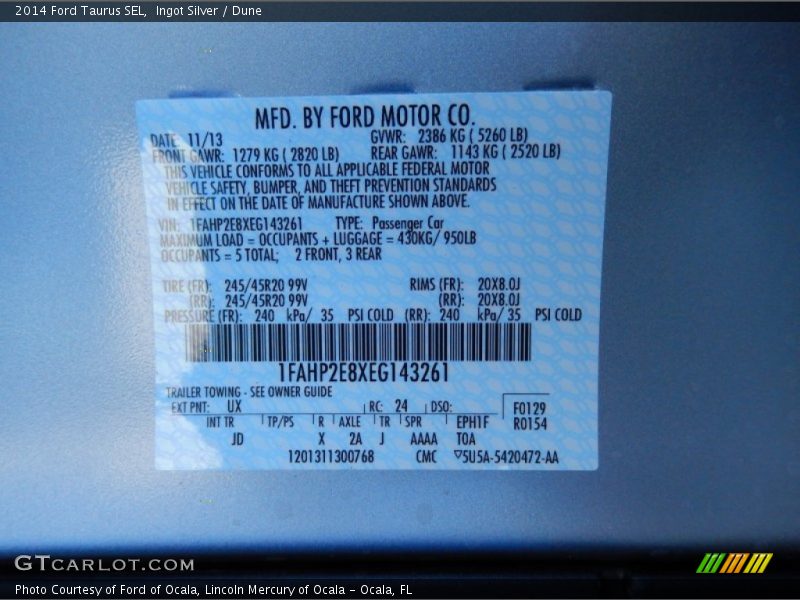 2014 Ford Taurus SEL, Ingot Silver / Dune
MFD. BY FORD MOTOR CO.
DATE: 11/13 GVWR: 2386 KG ( 5260 LB)
FRONT GAWR: 1279 KG ( 2820 LB) REAR GAWR: 1143 KG ( 2520 LB)
THIS VEHICLE CONFORMS TO ALL APPLICABLE FEDERAL MOTOR
VEHICLE SAFETY, BUMPER, AND THEFT PREVENTION STANDARDS
IN EFFECT ON THE DATE OF MANUFACTURE SHOWN ABOVE.
VIN: 1FAHP2E8XEG143261 TYPE: Passenger Car
MAXIMUM LOAD = OCCUPANTS + LUGGAGE = 430KG/ 950LB
OCCUPANTS = 5 TOTAL; 2 FRONT, 3 REAR
TIRE (FR): 245/45R20 99V RIMS (FR): 20X8.0J
(RR): 245/45R20 99V (RR): 20X8.0J
PRESSURE (FR): 240 kPa/ 35 PSI COLD (RR): 240 kPa/ 35 PSI COLD
1FAHP2E8XEG143261
TRAILER TOWING - SEE OWNER GUIDE
EXT PNT: UX RC: 24 DSO: F0129
INT TR TP/PS R AXLE TR SPR EPH1F R0154
JD X 2A J AAAA TOA
1201311300768 CMC ▽5U5A-5420472-AA
GTCARLOT.COM
Photo Courtesy of Ford of Ocala, Lincoln Mercury of Ocala - Ocala, FL